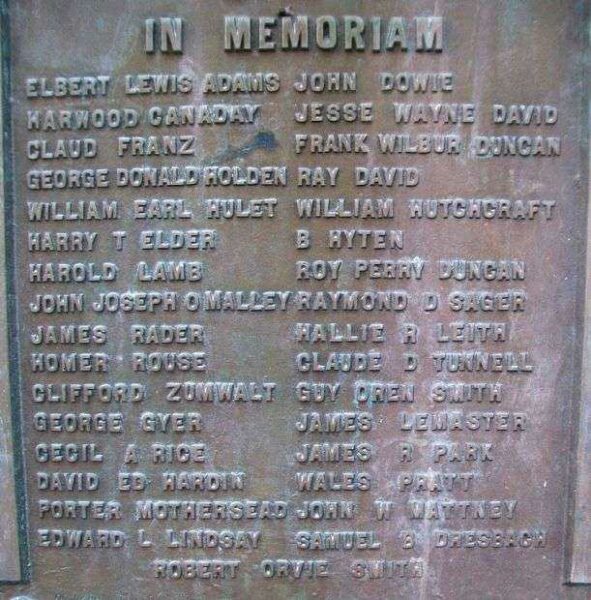 IN MEMORIAM
ELBERT LEWIS ADAMS JOHN DOWIE
HARWOOD CANADAY JESSE WAYNE DAVID
CLAUD FRANZ FRANK WILBUR DUNCAN
GEORGE DONALD HOLDEN RAY DAVID
WILLIAM EARL HULET WILLIAM HUTCHCRAFT
HARRY T ELDER B HYTEN
HAROLD LAMB ROY PERRY DUNCAN
JOHN JOSEPH OMALLEY RAYMOND D SAGER
JAMES RADER HALLIE R LEITH
HOMER ROUSE CLAUDE D TUNNELL
CLIFFORD ZUMWALT GUY OREN SMITH
GEORGE GYER JAMES LEMASTER
CECIL A RICE JAMES R PARK
DAVID ED HARDIN WALES PRATT
PORTER MOTHERSEAD JOHN W WATTNEY
EDWARD L LINDSAY SAMUEL B DRESBACH
ROBERT ORVIE SMITH